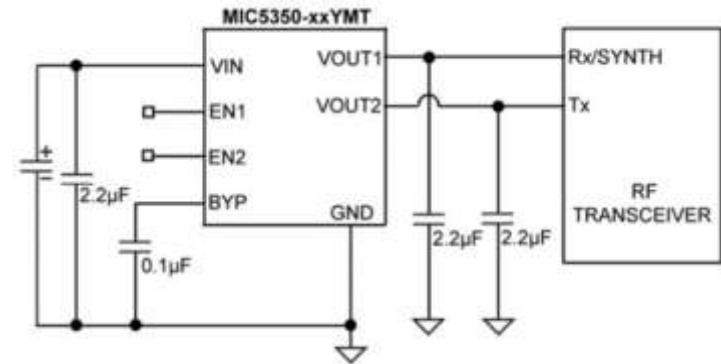 MIC5350-xxYMT
VIN
VOUT1
Rx/SYNTH
EN1
VOUT2
Tx
EN2
+
–
2.2µF
BYP
GND
RF
TRANSCEIVER
0.1µF
2.2µF
2.2µF